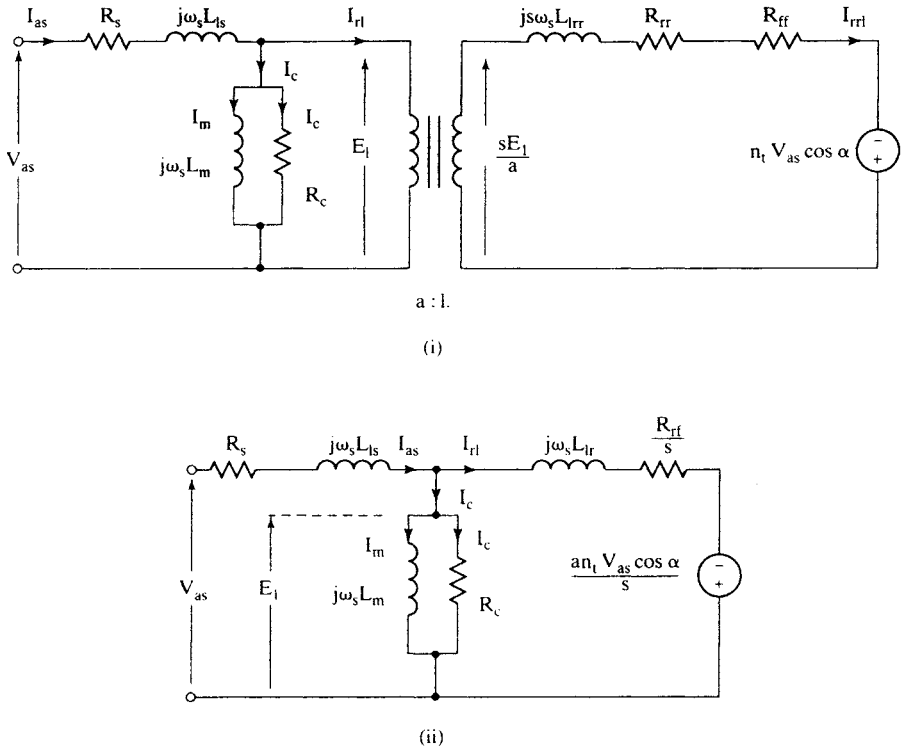 I_as R_s jω_sL_ls I_rl jsω_sL_lrr R_rr R_ff I_rrl
I_c
I_m I_c
V_as jω_sL_m R_c E_1 sE_1/a n_t V_as cos α
- +
a : l.
(i)
R_s jω_sL_ls I_as I_rl jω_sL_lr R_rf/s
I_c
I_m I_c
V_as E_1 jω_sL_m R_c an_t V_as cos α/s
- +
(ii)